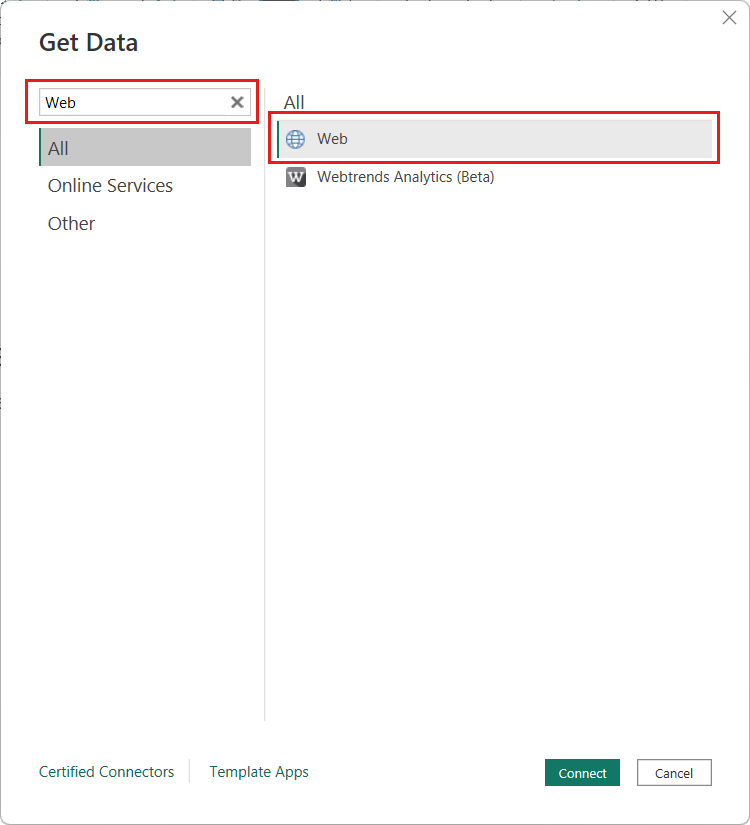 Get Data
Web
All
Online Services
Other
All
Web
W Webtrends Analytics (Beta)
Certified Connectors
Template Apps
Connect
Cancel